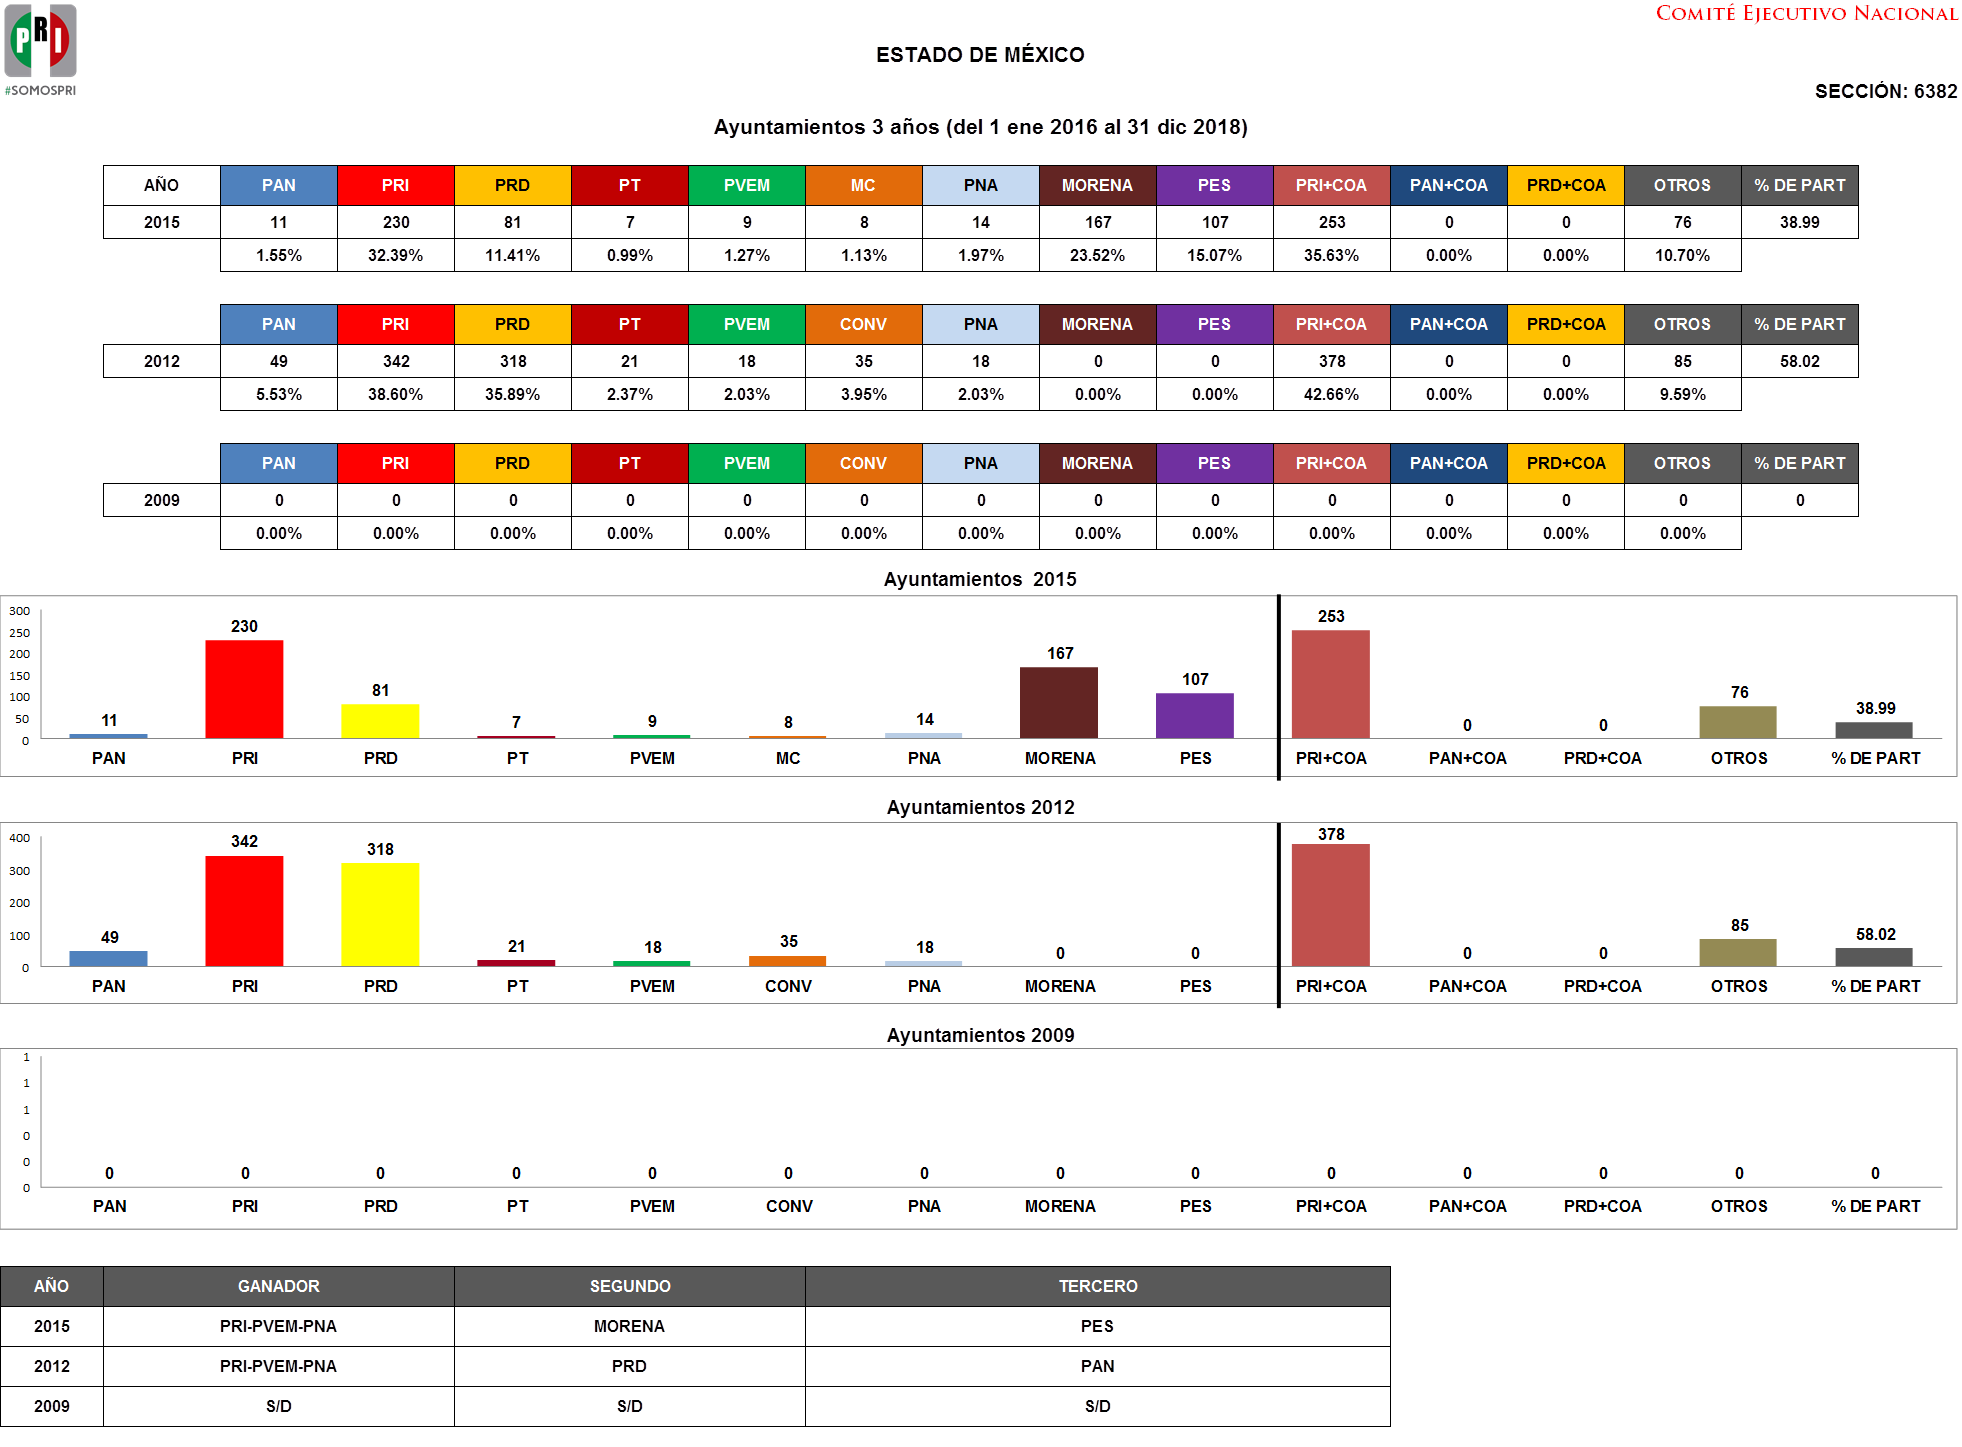 COMITÉ EJECUTIVO NACIONAL
PRI
#SOMOSPRI
ESTADO DE MÉXICO
SECCIÓN: 6382
Ayuntamientos 3 años (del 1 ene 2016 al 31 dic 2018)
AÑO PAN PRI PRD PT PVEM MC PNA MORENA PES PRI+COA PAN+COA PRD+COA OTROS % DE PART
2015 11 230 81 7 9 8 14 167 107 253 0 0 76 38.99
1.55% 32.39% 11.41% 0.99% 1.27% 1.13% 1.97% 23.52% 15.07% 35.63% 0.00% 0.00% 10.70%
PAN PRI PRD PT PVEM CONV PNA MORENA PES PRI+COA PAN+COA PRD+COA OTROS % DE PART
2012 49 342 318 21 18 35 18 0 0 378 0 0 85 58.02
5.53% 38.60% 35.89% 2.37% 2.03% 3.95% 2.03% 0.00% 0.00% 42.66% 0.00% 0.00% 9.59%
PAN PRI PRD PT PVEM CONV PNA MORENA PES PRI+COA PAN+COA PRD+COA OTROS % DE PART
2009 0 0 0 0 0 0 0 0 0 0 0 0 0 0
0.00% 0.00% 0.00% 0.00% 0.00% 0.00% 0.00% 0.00% 0.00% 0.00% 0.00% 0.00% 0.00%
Ayuntamientos 2015
300
250
200
150
100
50
0
11 230 81 7 9 8 14 167 107 253 0 0 76 38.99
PAN PRI PRD PT PVEM MC PNA MORENA PES PRI+COA PAN+COA PRD+COA OTROS % DE PART
Ayuntamientos 2012
400
300
200
100
0
49 342 318 21 18 35 18 0 0 378 0 0 85 58.02
PAN PRI PRD PT PVEM CONV PNA MORENA PES PRI+COA PAN+COA PRD+COA OTROS % DE PART
Ayuntamientos 2009
1
1
1
0
0
0
0 0 0 0 0 0 0 0 0 0 0 0 0 0
PAN PRI PRD PT PVEM CONV PNA MORENA PES PRI+COA PAN+COA PRD+COA OTROS % DE PART
AÑO GANADOR SEGUNDO TERCERO
2015 PRI-PVEM-PNA MORENA PES
2012 PRI-PVEM-PNA PRD PAN
2009 S/D S/D S/D